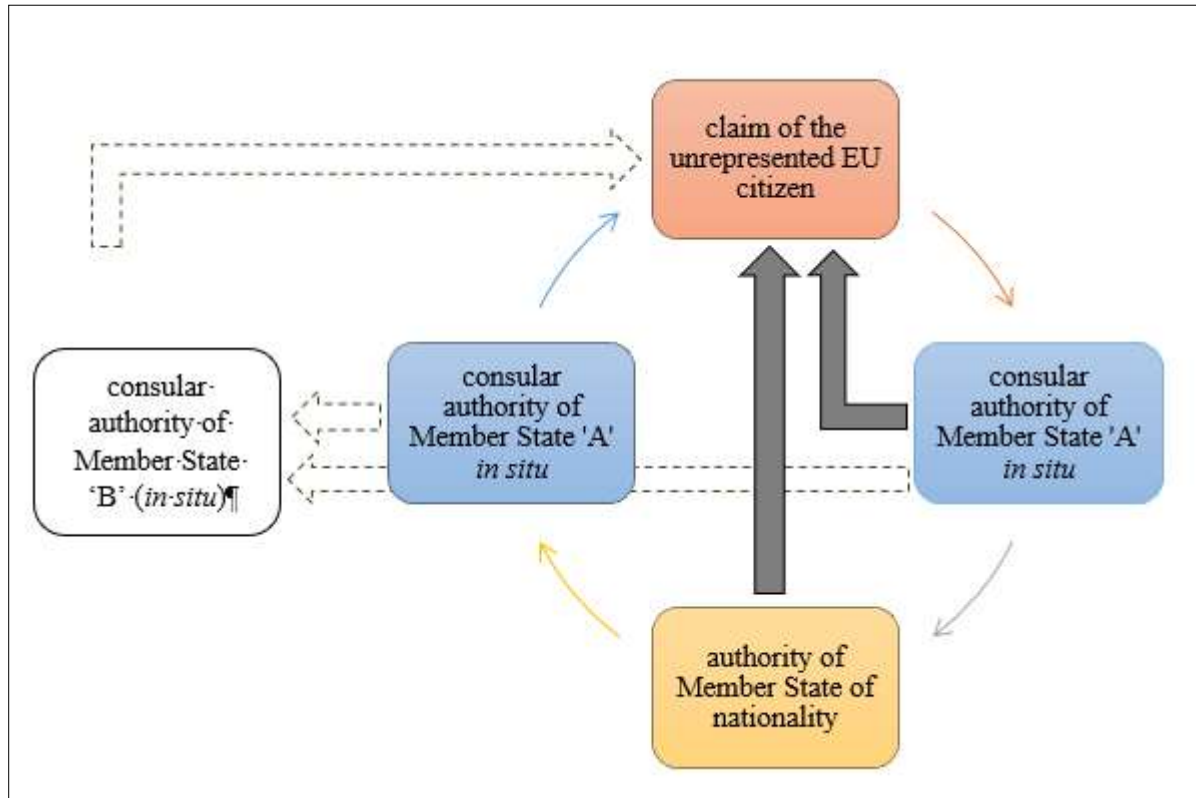 claim of the
unrepresented EU
citizen
consular·
authority·of·
Member·State·
‘B’·(in·situ)¶
consular
authority of
Member State 'A'
in situ
consular
authority of
Member State 'A'
in situ
authority of
Member State of
nationality